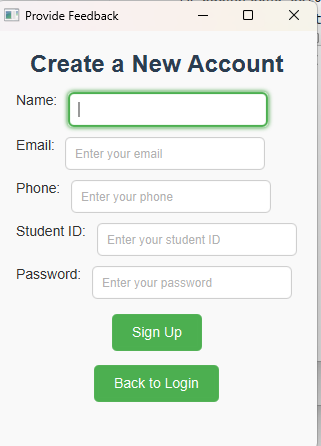 Provide Feedback
Create a New Account
Name:
Email: Enter your email
Phone: Enter your phone
Student ID: Enter your student ID
Password: Enter your password
Sign Up
Back to Login